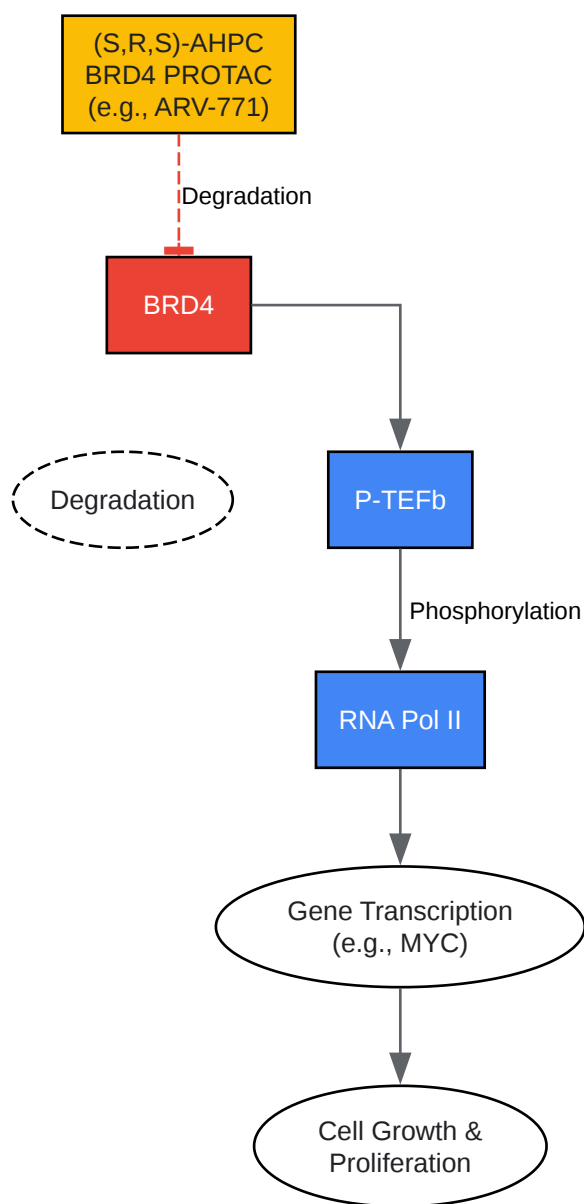 (S,R,S)-AHPC
BRD4 PROTAC
(e.g., ARV-771)
Degradation
BRD4
Degradation
P-TEFb
Phosphorylation
RNA Pol II
Gene Transcription
(e.g., MYC)
Cell Growth &
Proliferation